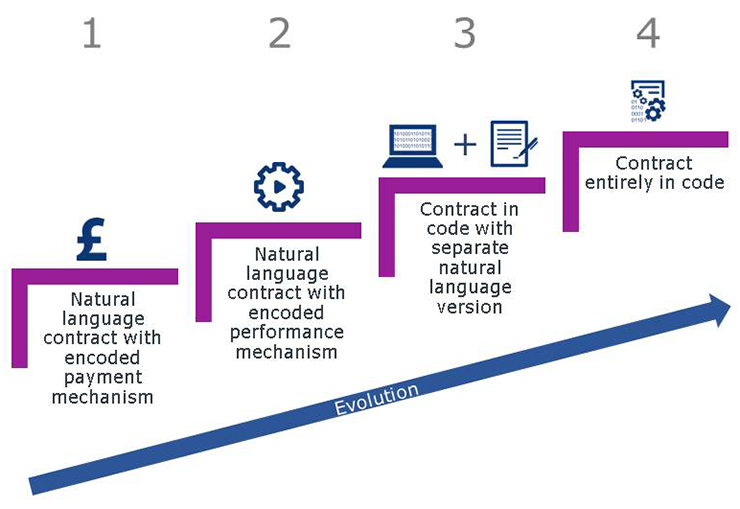 1
2
3
4
£
+
Natural
language
contract with
encoded
payment
mechanism
Natural
language
contract with
encoded
performance
mechanism
Contract in
code with
separate
natural
language
version
Contract
entirely in code
Evolution